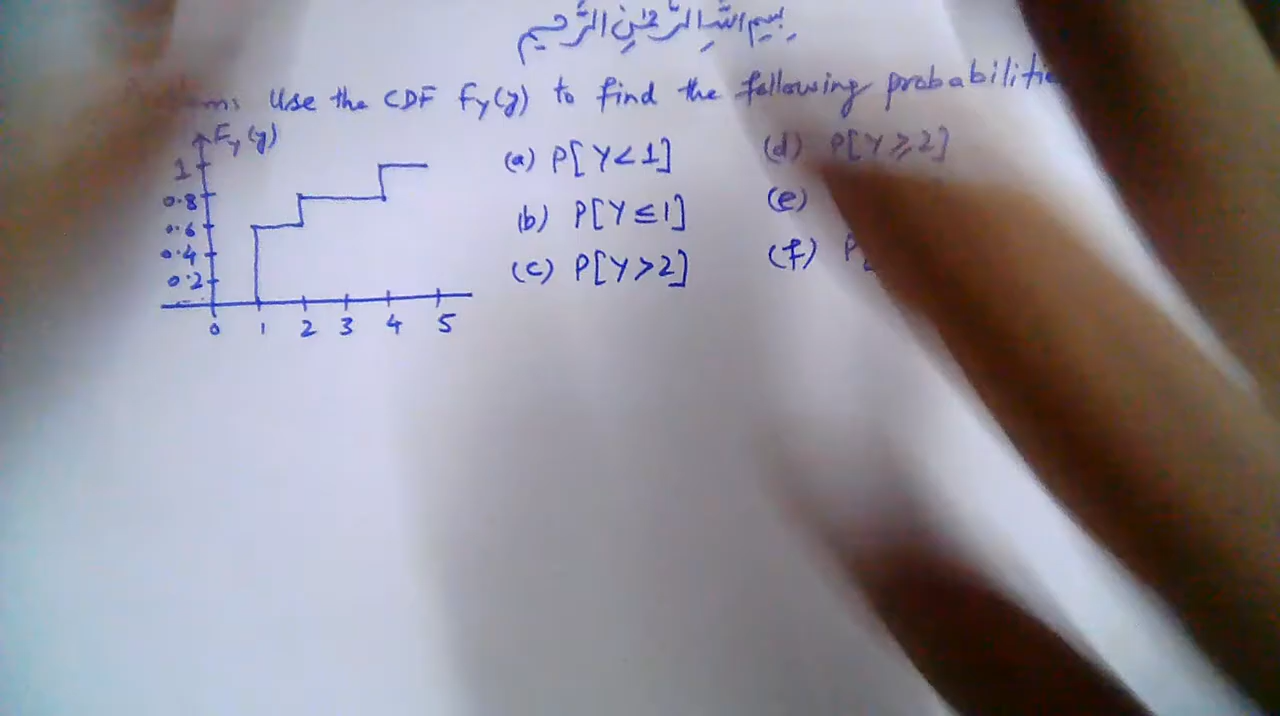 بسم الله الرحمن الرحيم
Use the CDF Fy(y) to find the following probabilitie
Fy(y)
1
0.8
0.6
0.4
0.2
0 1 2 3 4 5
(a) P[Y<1]
(b) P[Y≤1]
(c) P[Y>2]
(d) P[Y≥2]
(e)
(f) P